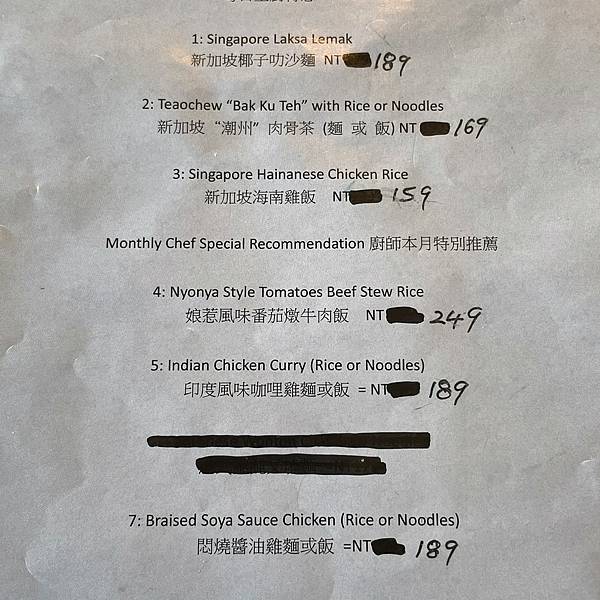 1: Singapore Laksa Lemak
新加坡椰子叻沙麵 NT 189
2: Teaochew “Bak Ku Teh” with Rice or Noodles
新加坡 “潮州” 肉骨茶 (麵 或 飯) NT 169
3: Singapore Hainanese Chicken Rice
新加坡海南雞飯 NT 159
Monthly Chef Special Recommendation 廚師本月特別推薦
4: Nyonya Style Tomatoes Beef Stew Rice
娘惹風味番茄燉牛肉飯 NT 249
5: Indian Chicken Curry (Rice or Noodles)
印度風味咖哩雞麵或飯 = NT 189
7: Braised Soya Sauce Chicken (Rice or Noodles)
悶燒醬油雞麵或飯 =NT 189